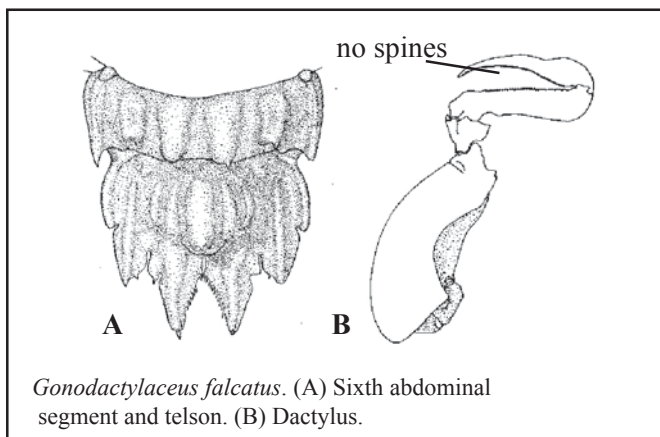 no spines
A
B
Gonodactylaceus falcatus. (A) Sixth abdominal
segment and telson. (B) Dactylus.